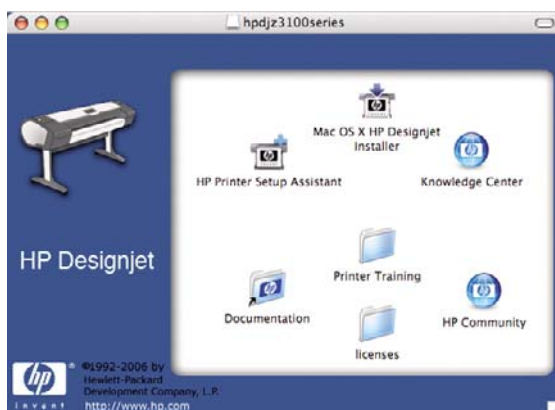 hpdjz3100series
Mac OS X HP Designjet
Installer
HP Printer Setup Assistant
Knowledge Center
HP Designjet
Printer Training
Documentation
HP Community
licenses
hp
®
invent
©1992-2006 by
Hewlett-Packard
Development Company, L.P.
http://www.hp.com